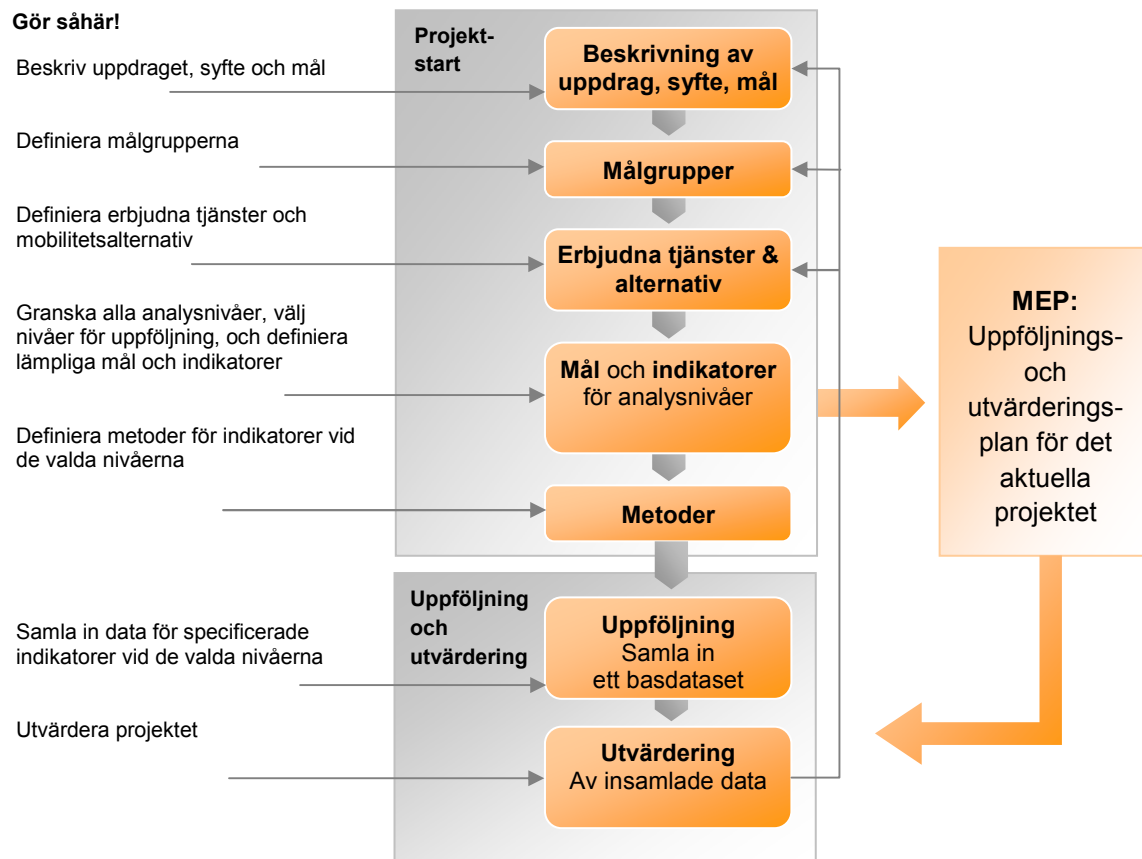 Gör såhär!
Beskriv uppdraget, syfte och mål
Definiera målgrupperna
Definiera erbjudna tjänster och
mobilitetsalternativ
Granska alla analysnivåer, välj
nivåer för uppföljning, och definiera
lämpliga mål och indikatorer
Definiera metoder för indikatorer vid
de valda nivåerna
Samla in data för specificerade
indikatorer vid de valda nivåerna
Utvärdera projektet
Projekt-
start
Beskrivning av
uppdrag, syfte, mål
Målgrupper
Erbjudna tjänster &
alternativ
Mål och indikatorer
för analysnivåer
Metoder
Uppföljning
och
utvärdering
Uppföljning
Samla in
ett basdataset
Utvärdering
Av insamlade data
MEP:
Uppföljnings-
och
utvärderings-
plan för det
aktuella
projektet